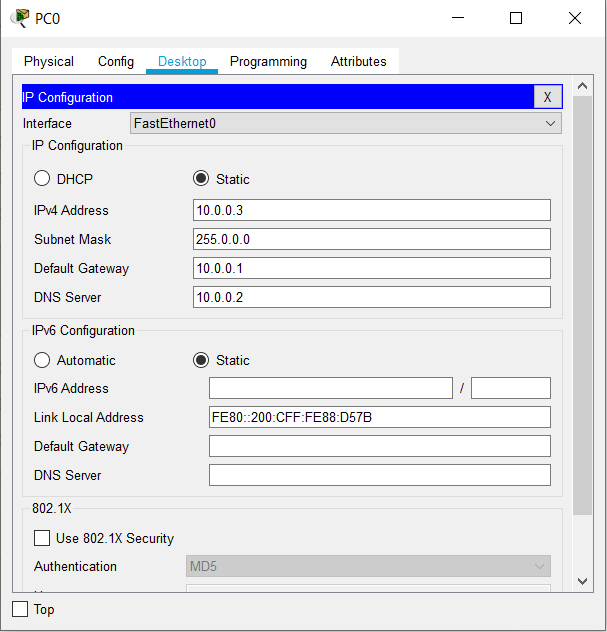 PC0
Physical Config Desktop Programming Attributes
IP Configuration X
Interface FastEthernet0
IP Configuration
DHCP Static
IPv4 Address 10.0.0.3
Subnet Mask 255.0.0.0
Default Gateway 10.0.0.1
DNS Server 10.0.0.2
IPv6 Configuration
Automatic Static
IPv6 Address /
Link Local Address FE80::200:CFF:FE88:D57B
Default Gateway
DNS Server
802.1X
Use 802.1X Security
Authentication MD5
Top